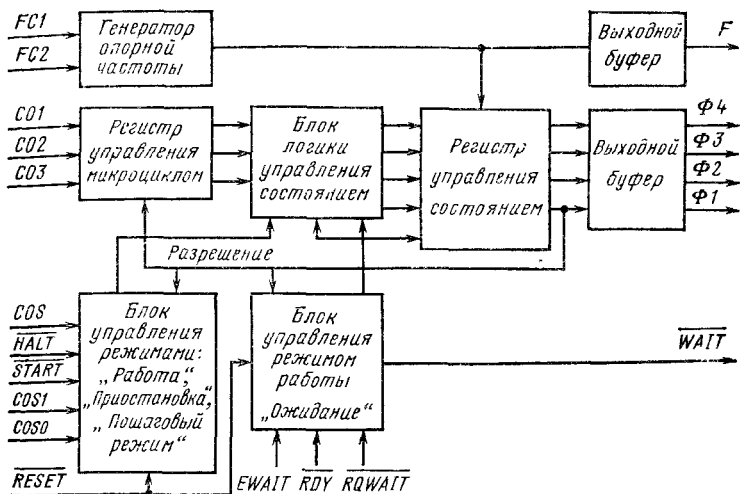 FC1
FC2
Генератор
опорной
частоты
Выходной
буфер
F
CO1
CO2
CO3
Регистр
управления
микроциклом
Блок
логики
управления
состоянием
Регистр
управления
состоянием
Выходной
буфер
Ф4
Ф3
Ф2
Ф1
Разрешение
COS
HALT
START
COS1
COS0
RESET
Блок
управления
режимами:
„Работа,“
„Приостановка,“
„Пошаговый
режим“
Блок
управления
режимом
работы
„Ожидание“
WAIT
EWAIT RDY RQWAIT